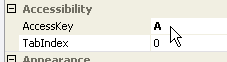 Accessibility
AccessKey A
TabIndex 0
Appearance